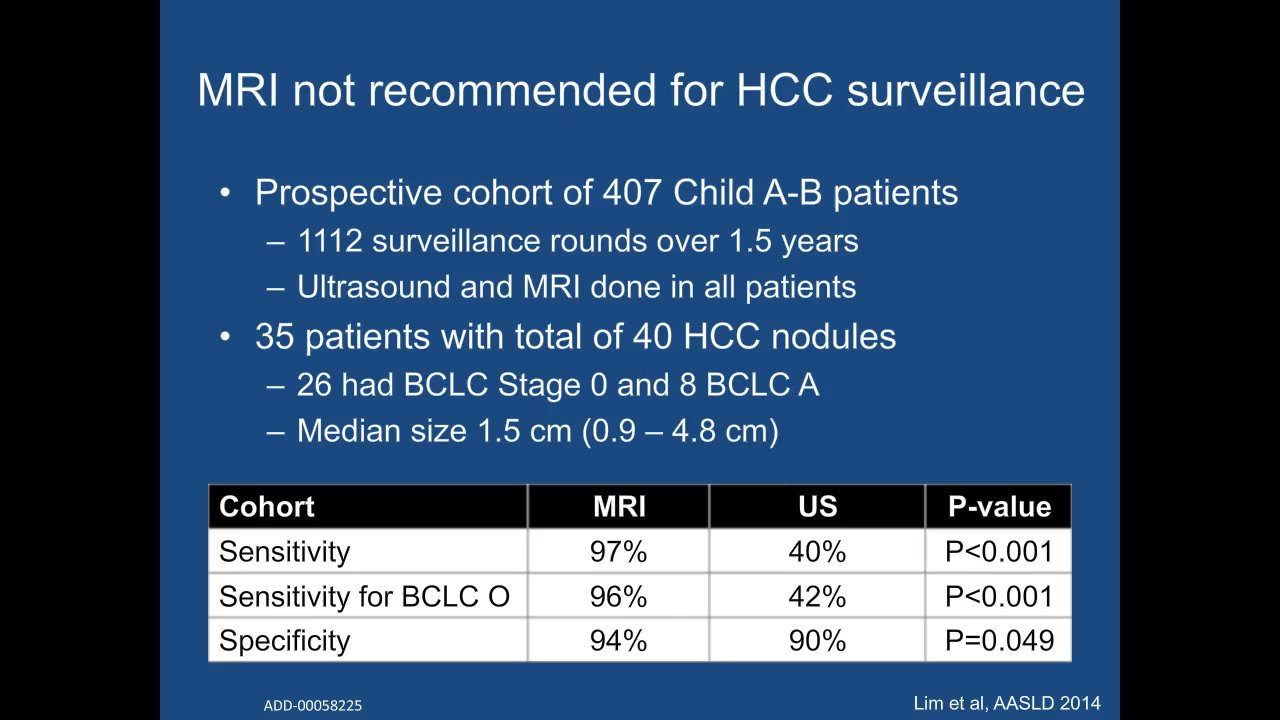 MRI not recommended for HCC surveillance
• Prospective cohort of 407 Child A-B patients
– 1112 surveillance rounds over 1.5 years
– Ultrasound and MRI done in all patients
• 35 patients with total of 40 HCC nodules
– 26 had BCLC Stage 0 and 8 BCLC A
– Median size 1.5 cm (0.9 – 4.8 cm)
Cohort MRI US P-value
Sensitivity 97% 40% P<0.001
Sensitivity for BCLC O 96% 42% P<0.001
Specificity 94% 90% P=0.049
ADD-00058225 Lim et al, AASLD 2014